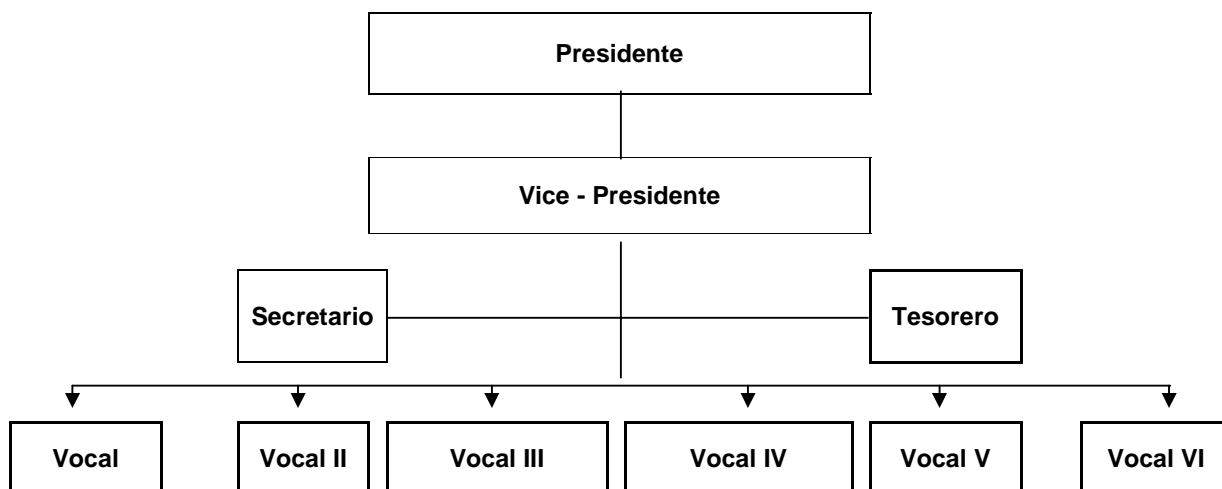 Presidente
Vice - Presidente
Secretario
Tesorero
Vocal
Vocal II
Vocal III
Vocal IV
Vocal V
Vocal VI